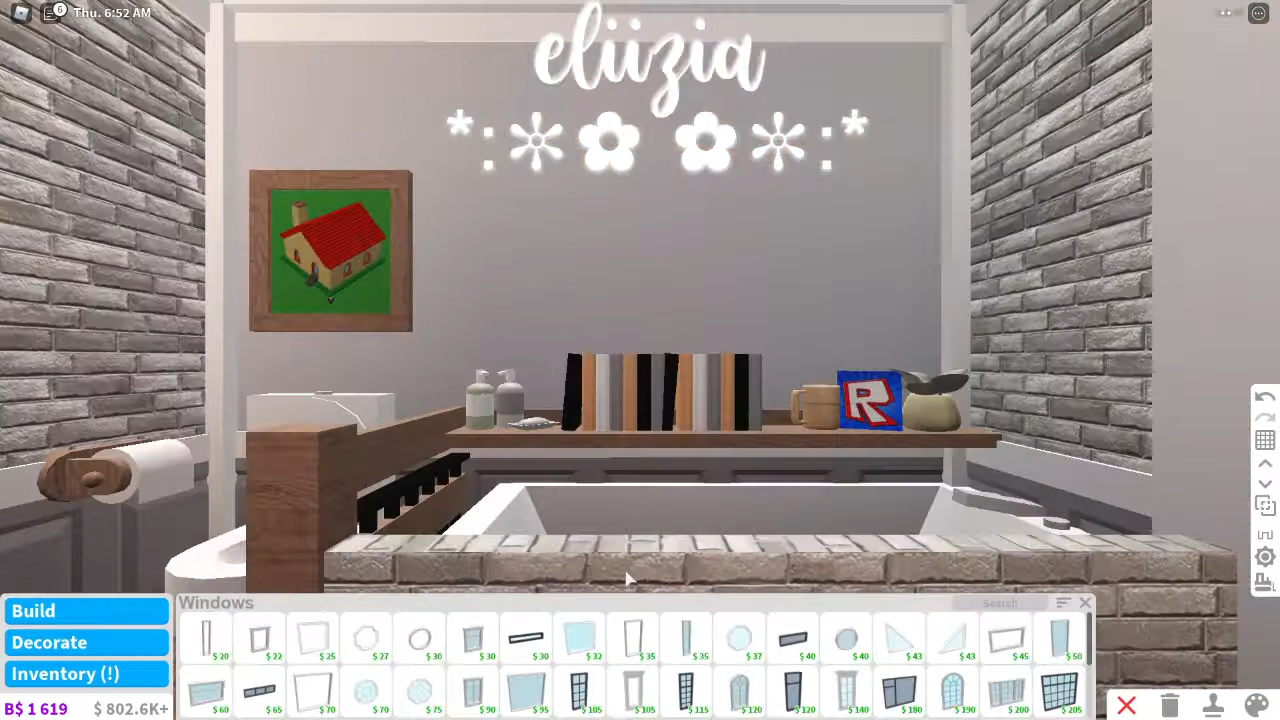 6 Thu. 6:52 AM
eliizia
*:✼✿ ✿✼:*
R
Windows
Search
$ 20 $ 22 $ 25 $ 27 $ 30 $ 30 $ 30 $ 32 $ 35 $ 35 $ 37 $ 40 $ 40 $ 43 $ 43 $ 45 $ 50
$ 60 $ 65 $ 70 $ 70 $ 75 $ 90 $ 95 $ 105 $ 105 $ 115 $ 120 $ 120 $ 140 $ 180 $ 190 $ 200 $ 205
Build
Decorate
Inventory (!)
B$ 1 619 $ 802.6K+